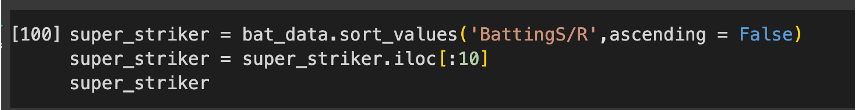 [100] super_striker = bat_data.sort_values('BattingS/R',ascending = False)
super_striker = super_striker.iloc[:10]
super_striker